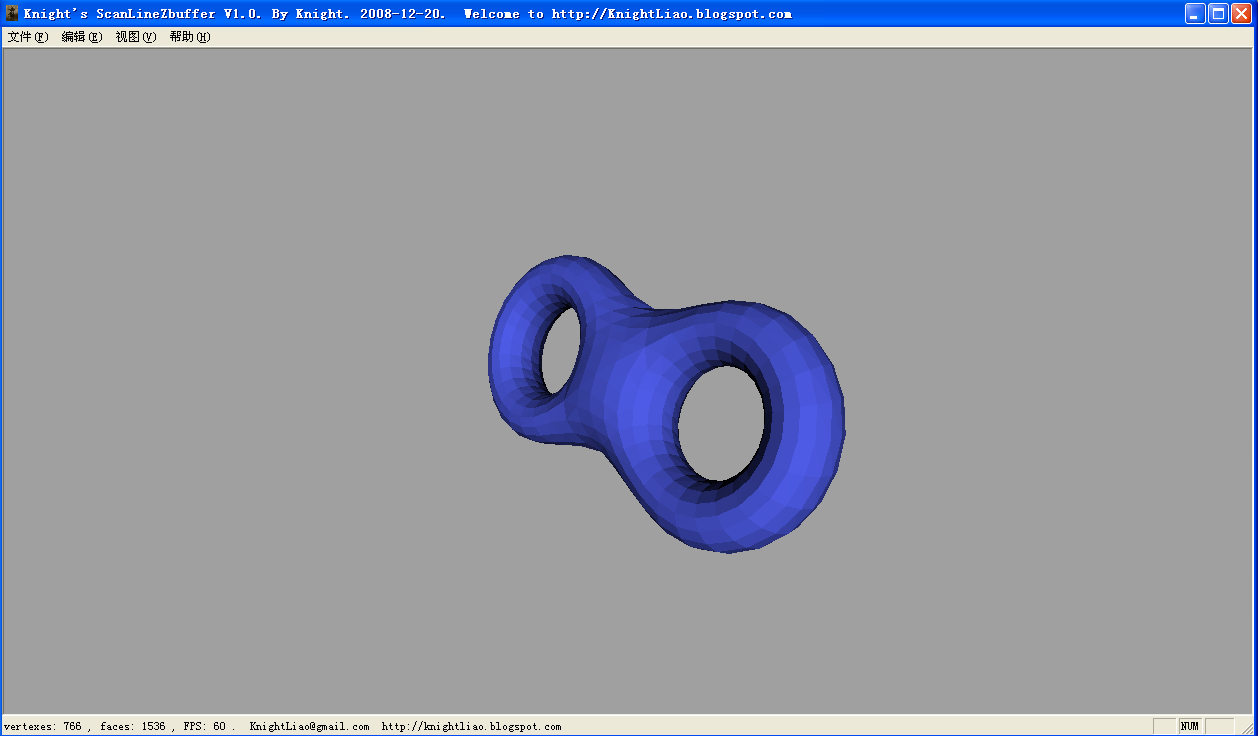 Knight's ScanLineZbuffer V1.0. By Knight. 2008-12-20.  Welcome to http://KnightLiao.blogspot.com
文件(F) 编辑(E) 视图(V) 帮助(H)
vertexes: 766 , faces: 1536 , FPS: 60 .  KnightLiao@gmail.com  http://knightliao.blogspot.com NUM